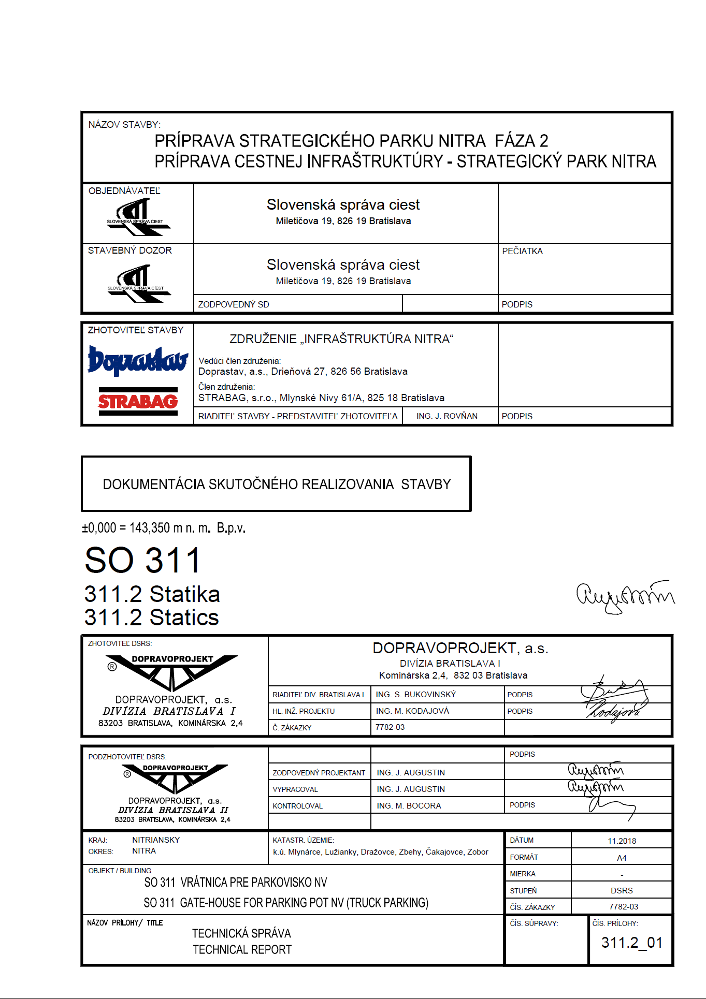 NÁZOV STAVBY:
PRÍPRAVA STRATEGICKÉHO PARKU NITRA  FÁZA 2
PRÍPRAVA CESTNEJ INFRAŠTRUKTÚRY - STRATEGICKÝ PARK NITRA
OBJEDNÁVATEĽ
SLOVENSKÁ SPRÁVA CIEST
Slovenská správa ciest
Miletičova 19, 826 19 Bratislava
STAVEBNÝ DOZOR
SLOVENSKÁ SPRÁVA CIEST
Slovenská správa ciest
Miletičova 19, 826 19 Bratislava
PEČIATKA
ZODPOVEDNÝ SD
PODPIS
ZHOTOVITEĽ STAVBY
Doprastav
STRABAG
ZDRUŽENIE „INFRAŠTRUKTÚRA NITRA“
Vedúci člen združenia:
Doprastav, a.s., Drieňová 27, 826 56 Bratislava
Člen združenia:
STRABAG, s.r.o., Mlynské Nivy 61/A, 825 18 Bratislava
RIADITEĽ STAVBY - PREDSTAVITEĽ ZHOTOVITEĽA
ING. J. ROVŇAN
PODPIS
DOKUMENTÁCIA SKUTOČNÉHO REALIZOVANIA  STAVBY
±0,000 = 143,350 m n. m.  B.p.v.
SO 311
311.2 Statika
311.2 Statics
Augustin
ZHOTOVITEĽ DSRS:
DOPRAVOPROJEKT
®
DOPRAVOPROJEKT, a.s.
DIVÍZIA BRATISLAVA I
83203 BRATISLAVA, KOMINÁRSKA 2,4
DOPRAVOPROJEKT, a.s.
DIVÍZIA BRATISLAVA I
Kominárska 2,4,  832 03 Bratislava
RIADITEĽ DIV. BRATISLAVA I
ING. S. BUKOVINSKÝ
PODPIS
HL. INŽ. PROJEKTU
ING. M. KODAJOVÁ
PODPIS
Kodajová
Č. ZÁKAZKY
7782-03
PODZHOTOVITEĽ DSRS:
DOPRAVOPROJEKT
®
DOPRAVOPROJEKT, a.s.
DIVÍZIA BRATISLAVA II
83203 BRATISLAVA, KOMINÁRSKA 2,4
PODPIS
ZODPOVEDNÝ PROJEKTANT
ING. J. AUGUSTIN
Augustin
VYPRACOVAL
ING. J. AUGUSTIN
Augustin
KONTROLOVAL
ING. M. BOCORA
PODPIS
KRAJ: NITRIANSKY
OKRES: NITRA
KATASTR. ÚZEMIE:
k.ú. Mlynárce, Lužianky, Dražovce, Zbehy, Čakajovce, Zobor
DÁTUM
11.2018
FORMÁT
A4
MIERKA
-
STUPEŇ
DSRS
ČÍS. ZÁKAZKY
7782-03
OBJEKT / BUILDING
SO 311  VRÁTNICA PRE PARKOVISKO NV
SO 311  GATE-HOUSE FOR PARKING POT NV (TRUCK PARKING)
NÁZOV PRÍLOHY/ TITLE
TECHNICKÁ SPRÁVA
TECHNICAL REPORT
ČÍS. SÚPRAVY:
ČÍS. PRÍLOHY:
311.2_01